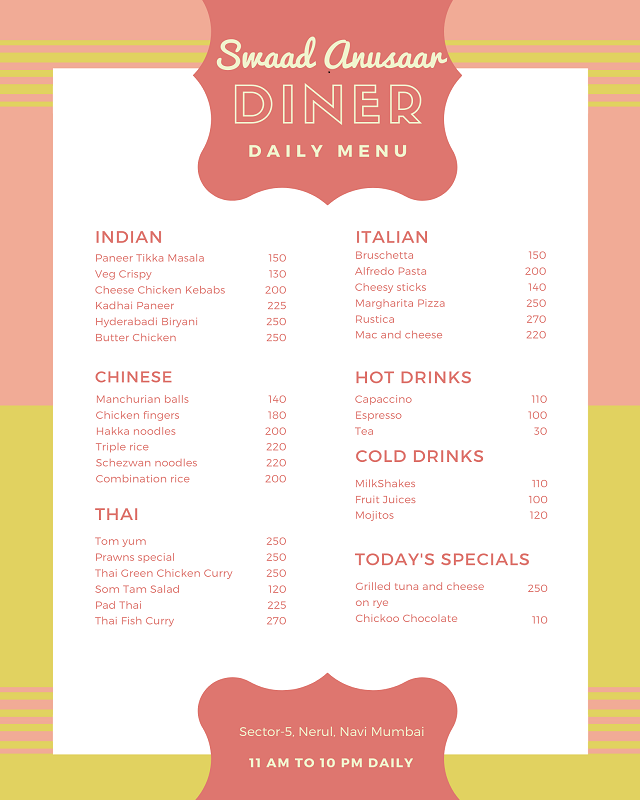 Swaad Anusaar
DINER
DAILY MENU
INDIAN
Paneer Tikka Masala 150
Veg Crispy 130
Cheese Chicken Kebabs 200
Kadhai Paneer 225
Hyderabadi Biryani 250
Butter Chicken 250
CHINESE
Manchurian balls 140
Chicken fingers 180
Hakka noodles 200
Triple rice 220
Schezwan noodles 220
Combination rice 200
THAI
Tom yum 250
Prawns special 250
Thai Green Chicken Curry 250
Som Tam Salad 120
Pad Thai 225
Thai Fish Curry 270
ITALIAN
Bruschetta 150
Alfredo Pasta 200
Cheesy sticks 140
Margharita Pizza 250
Rustica 270
Mac and cheese 220
HOT DRINKS
Capaccino 110
Espresso 100
Tea 30
COLD DRINKS
MilkShakes 110
Fruit Juices 100
Mojitos 120
TODAY'S SPECIALS
Grilled tuna and cheese 250
on rye
Chickoo Chocolate 110
Sector-5, Nerul, Navi Mumbai
11 AM TO 10 PM DAILY